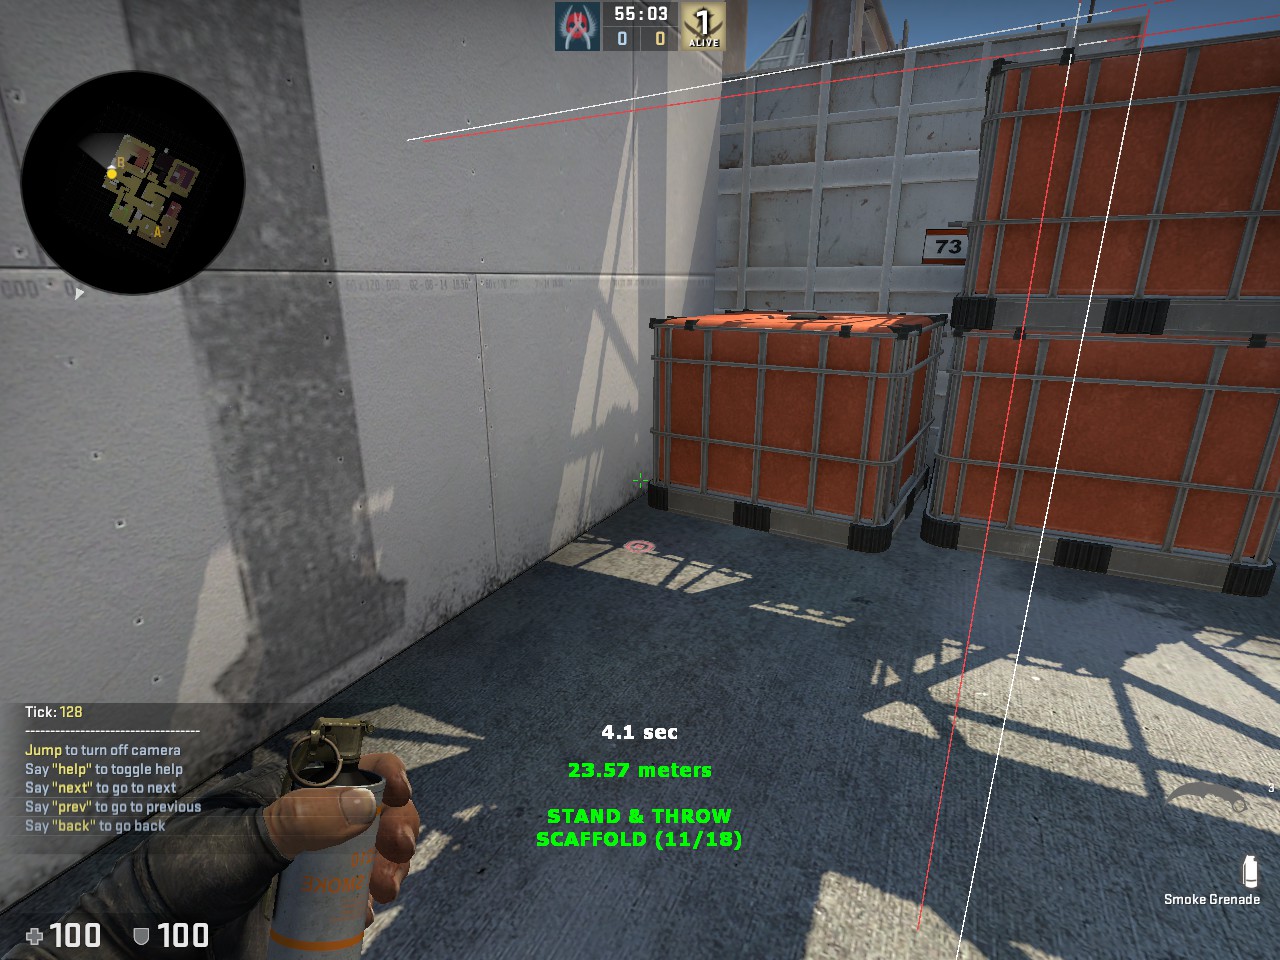 55:03
0 0
1
ALIVE
B
A
73
Tick: 128
Jump to turn off camera
Say "help" to toggle help
Say "next" to go to next
Say "prev" to go to previous
Say "back" to go back
4.1 sec
23.57 meters
STAND & THROW
SCAFFOLD (11/18)
3
Smoke Grenade
100 100